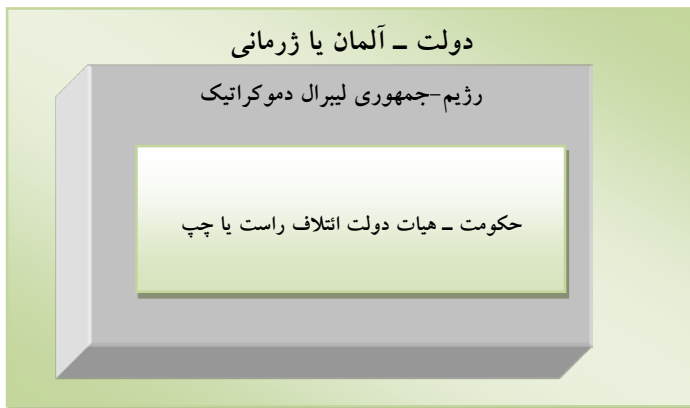 دولت ـ آلمان یا ژرمانی
رژیم-جمهوری لیبرال دموکراتیک
حکومت ـ هیات دولت ائتلاف راست یا چپ